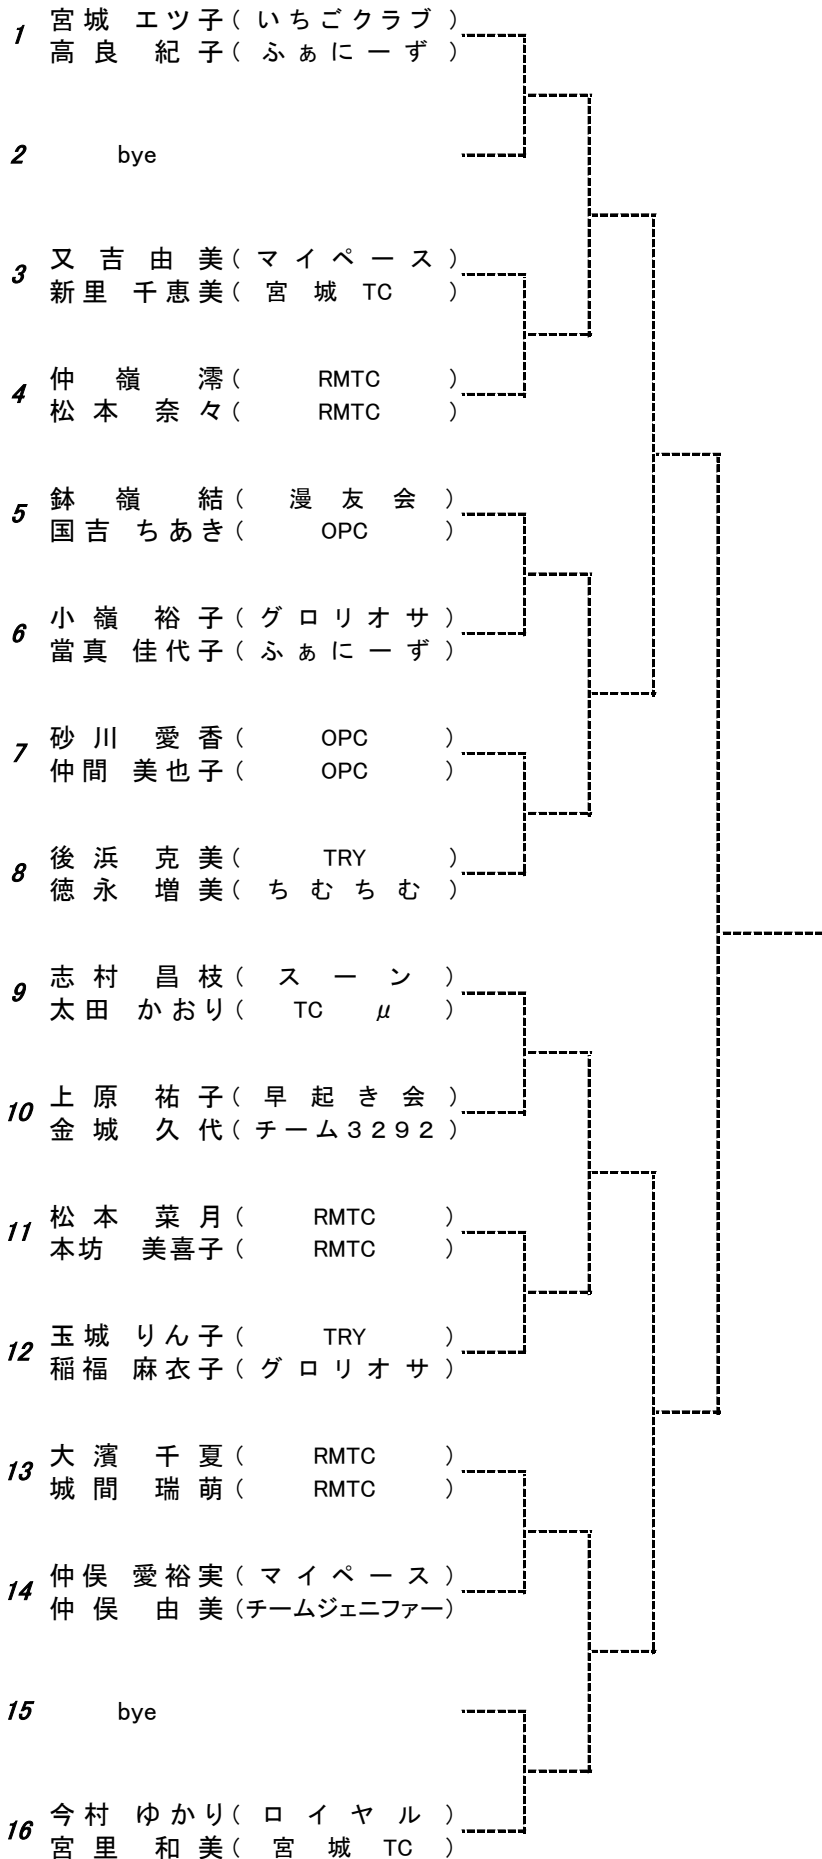 宮城 エツ子( いちごクラブ )
1
高良 紀子( ふぁにーず )
2 bye
又吉由美( マイペース )
3
新里 千恵美( 宮城TC )
仲嶺 澪( RMTC )
4
松本 奈々( RMTC )
鉢嶺 結( 漫友会 )
5
国吉 ちあき( OPC )
小嶺 裕子( グロリオサ )
6
當真 佳代子( ふぁにーず )
砂川 愛香( OPC )
7
仲間 美也子( OPC )
後浜 克美( TRY )
8
徳永 増美( ちむちむ )
志村 昌枝( スーン )
9
太田 かおり( TC μ )
上原 祐子( 早起き会 )
10
金城 久代( チーム3292 )
松本 菜月( RMTC )
11
本坊 美喜子( RMTC )
玉城 りん子( TRY )
12
稲福 麻衣子( グロリオサ )
大濱 千夏( RMTC )
13
城間 瑞萌( RMTC )
仲俣 愛裕実( マイペース )
14
仲俣 由美(チームジェニファー)
15 bye
今村 ゆかり( ロイヤル )
16
宮里 和美( 宮城TC )